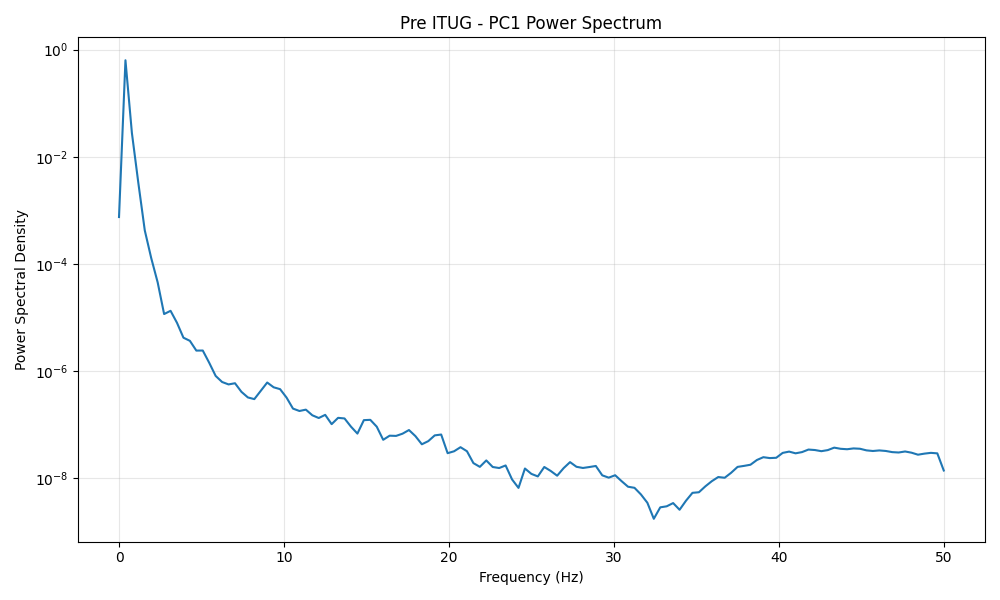 Pre ITUG - PC1 Power Spectrum
Power Spectral Density
10⁰
10⁻²
10⁻⁴
10⁻⁶
10⁻⁸
0 10 20 30 40 50
Frequency (Hz)